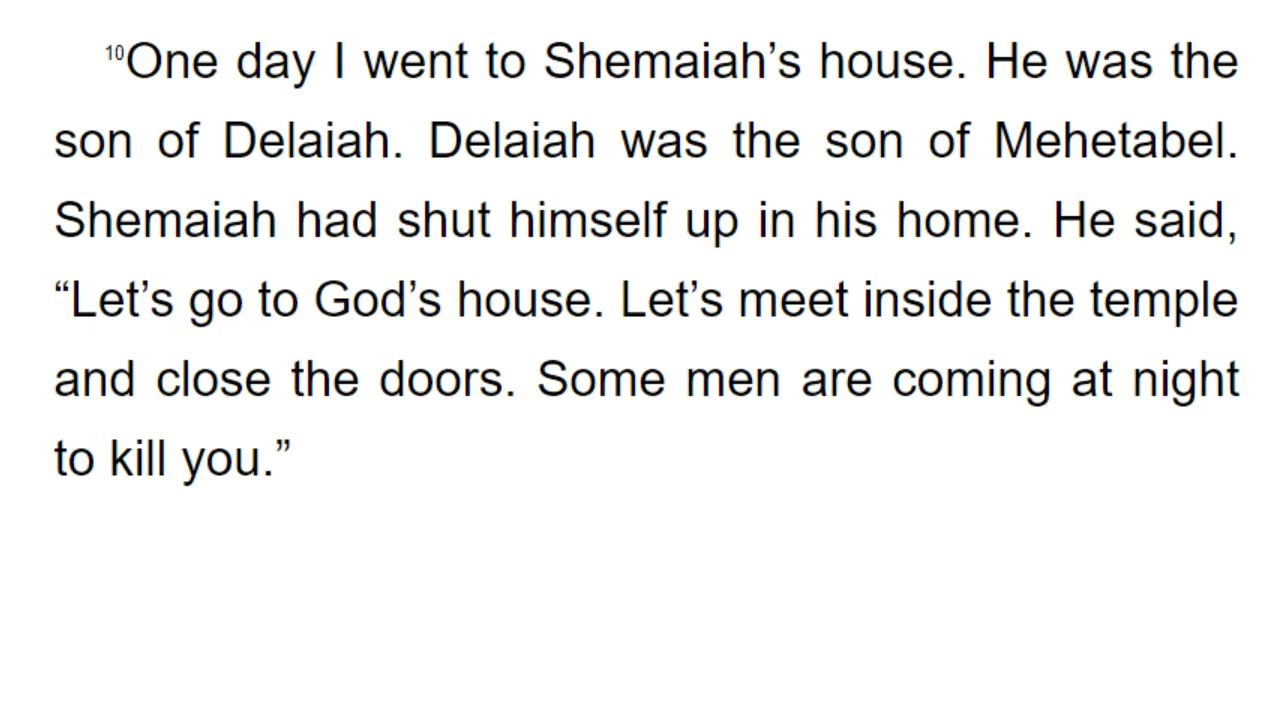 10One day I went to Shemaiah’s house. He was the
son of Delaiah. Delaiah was the son of Mehetabel.
Shemaiah had shut himself up in his home. He said,
“Let’s go to God’s house. Let’s meet inside the temple
and close the doors. Some men are coming at night
to kill you.”